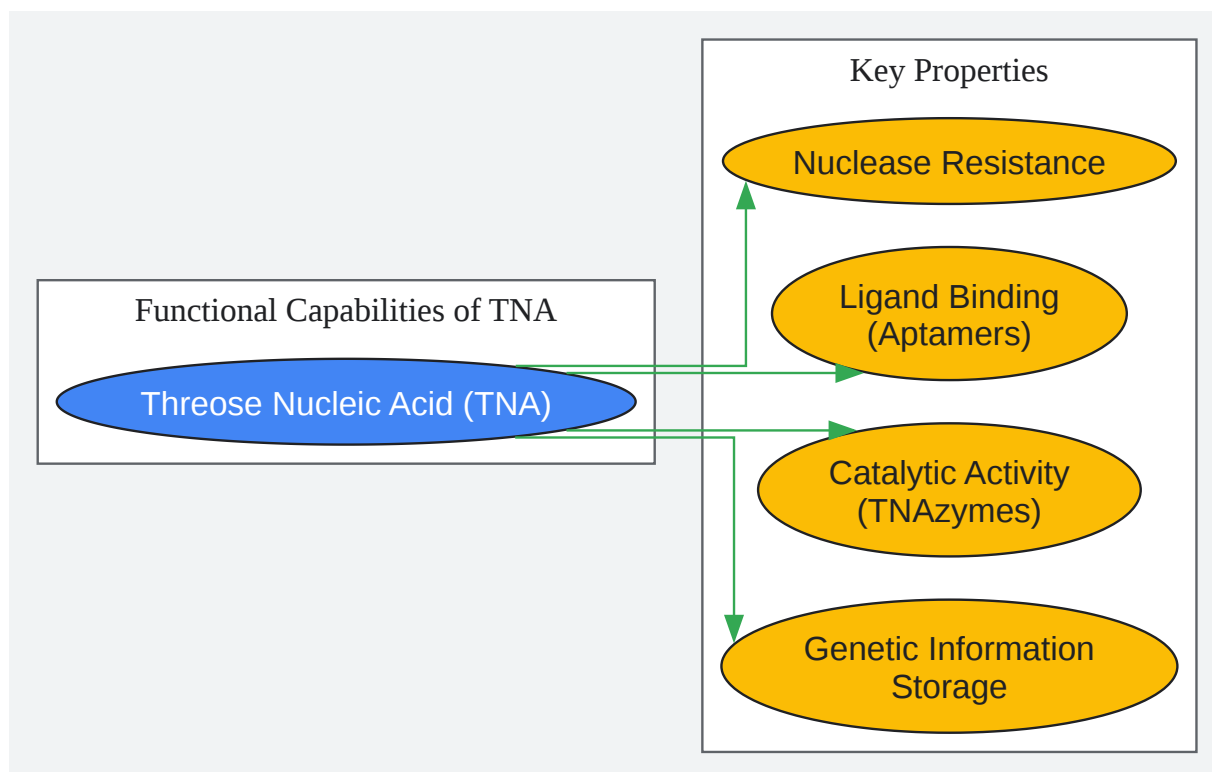 Key Properties
Nuclease Resistance
Ligand Binding
(Aptamers)
Functional Capabilities of TNA
Threose Nucleic Acid (TNA)
Catalytic Activity
(TNAzymes)
Genetic Information
Storage